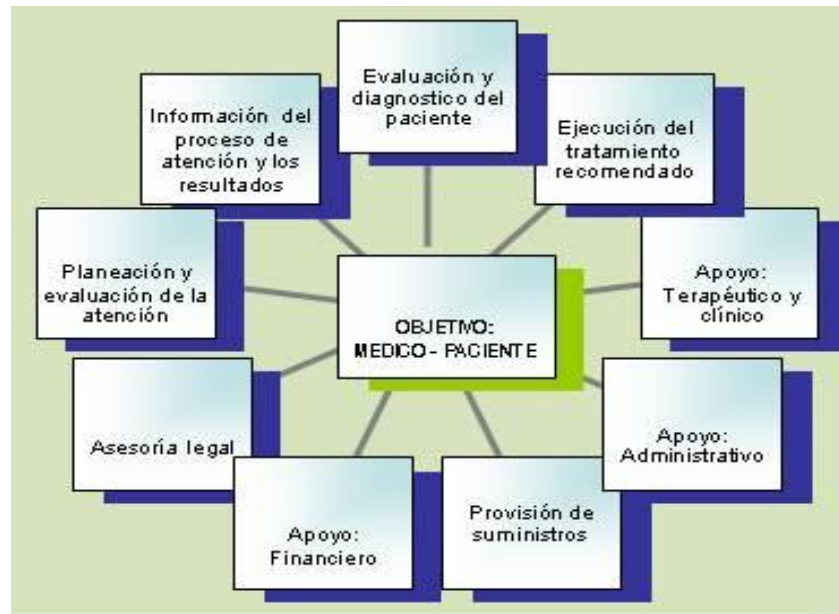 Evaluación y
diagnostico del
paciente
Ejecución del
tratamiento
recomendado
Apoyo:
Terapéutico y
clínico
Apoyo:
Administrativo
Provisión de
suministros
Apoyo:
Financiero
Asesoría legal
Planeación y
evaluación de la
atención
Información del
proceso de
atención y los
resultados
OBJETIVO:
MEDICO - PACIENTE